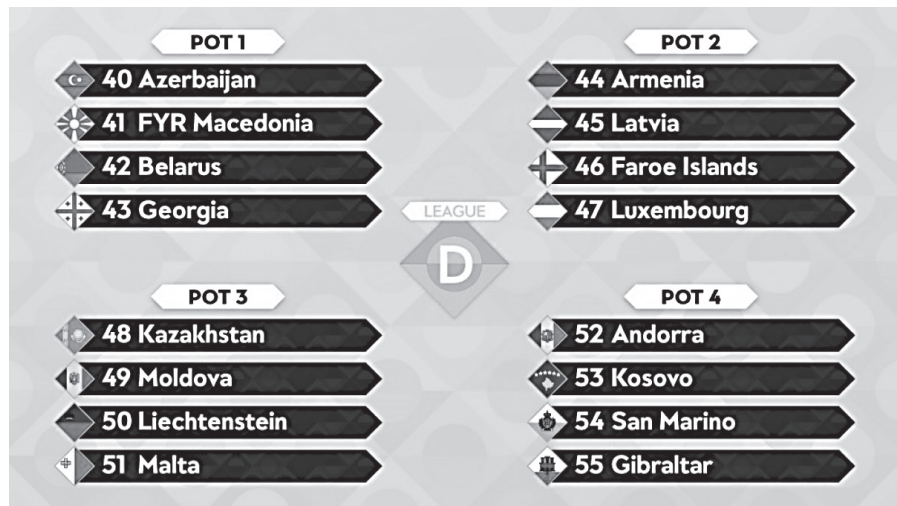 POT 1
40 Azerbaijan
41 FYR Macedonia
42 Belarus
43 Georgia
POT 2
44 Armenia
45 Latvia
46 Faroe Islands
47 Luxembourg
LEAGUE
D
POT 3
48 Kazakhstan
49 Moldova
50 Liechtenstein
51 Malta
POT 4
52 Andorra
53 Kosovo
54 San Marino
55 Gibraltar